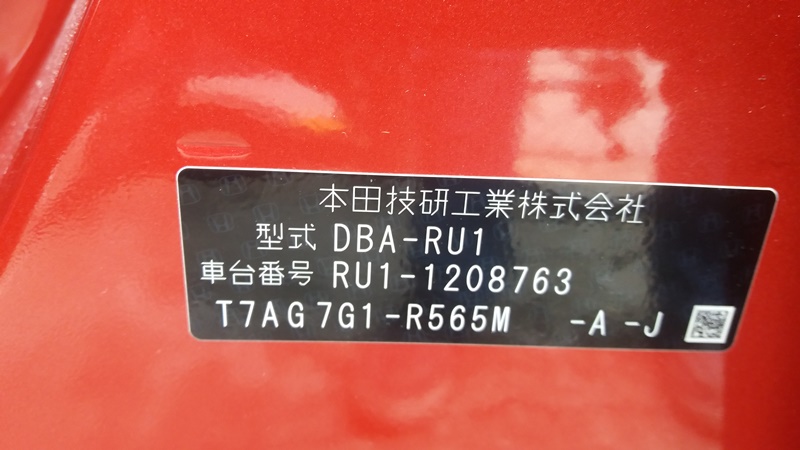 本田技研工業株式会社
型式 DBA-RU1
車台番号 RU1-1208763
T7AG7G1-R565M -A -J